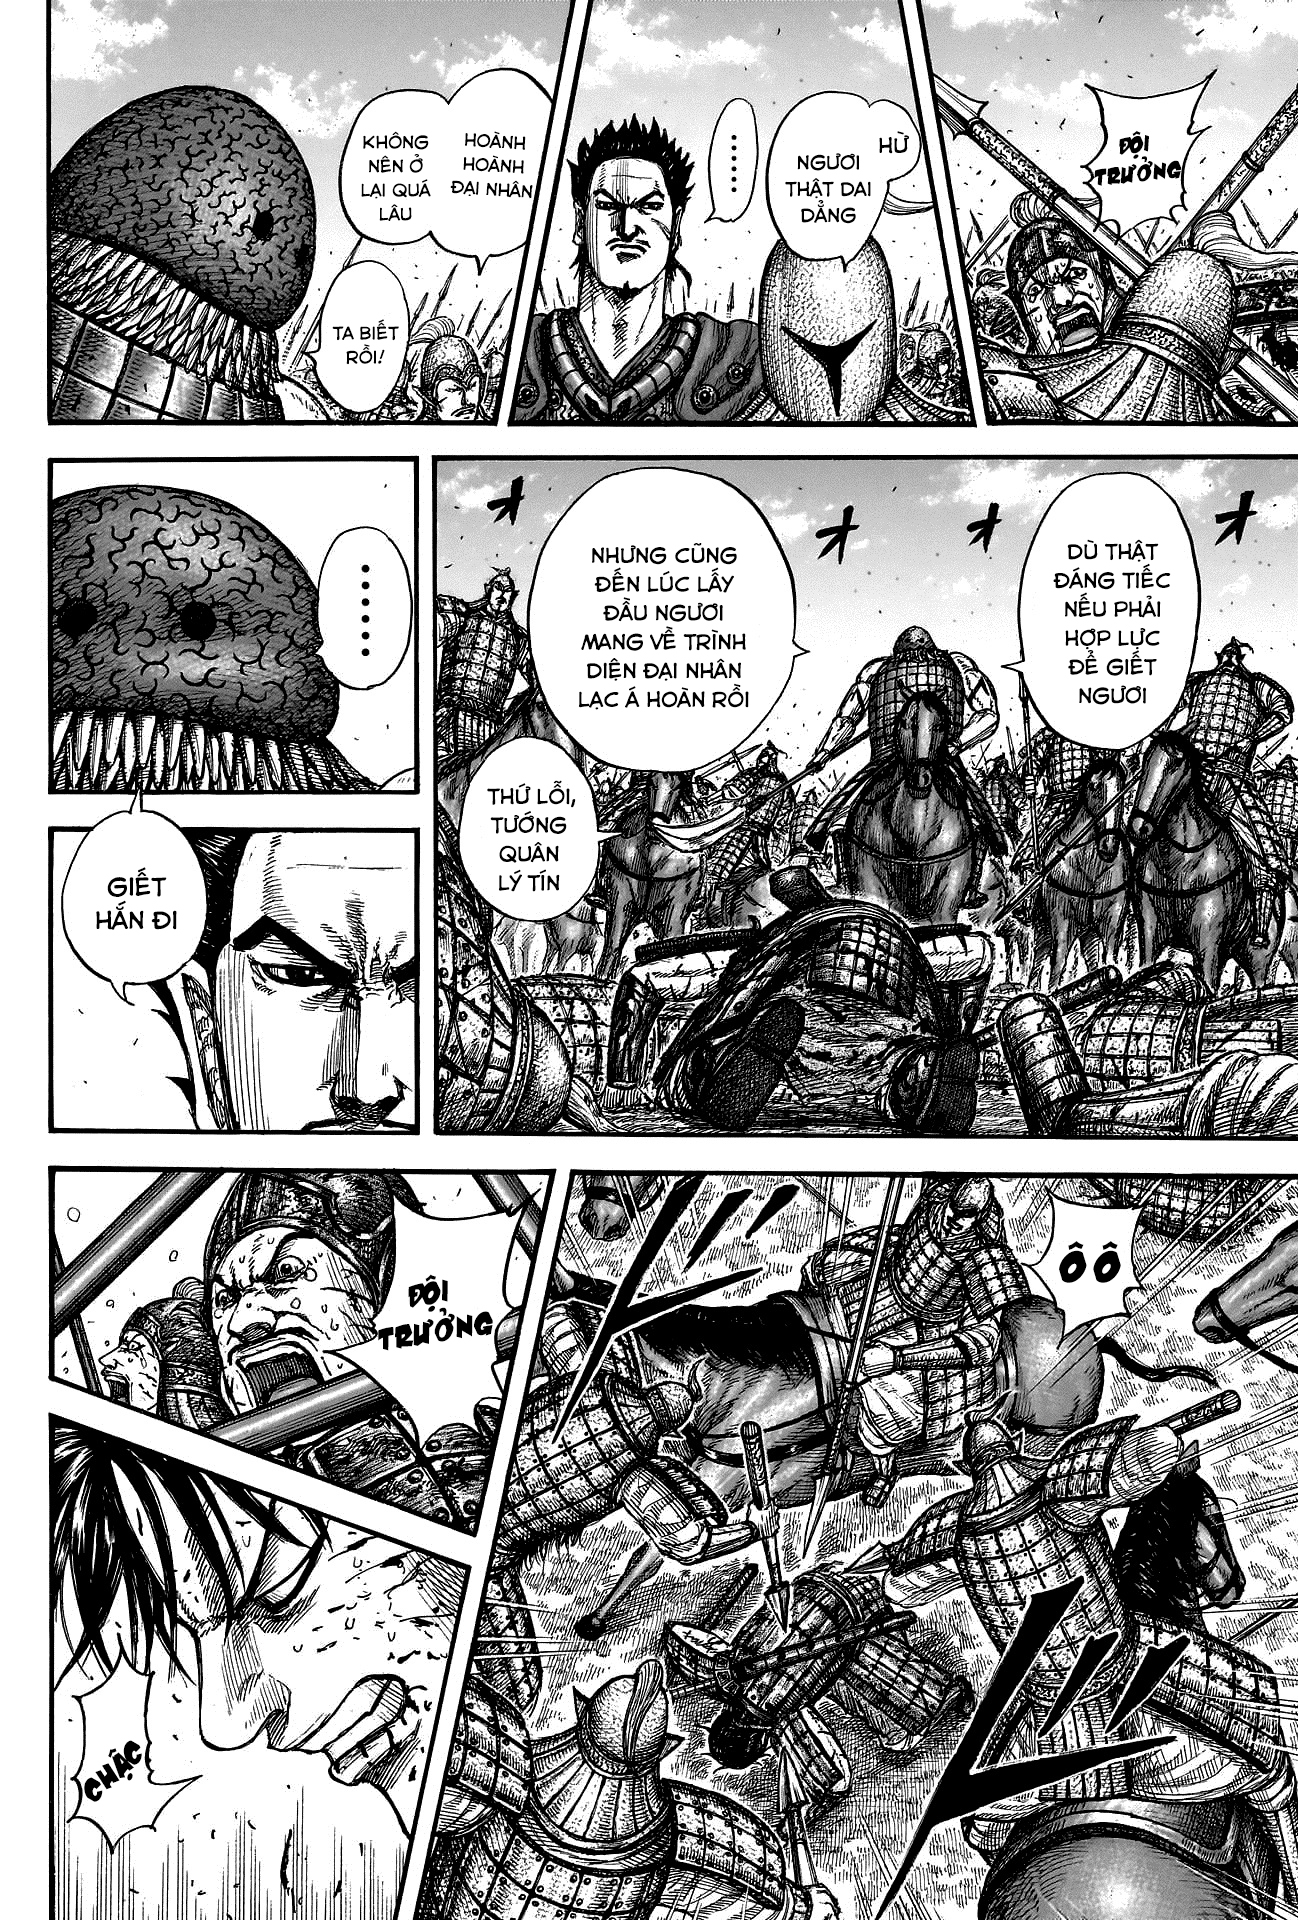 ĐỘI
TRƯỞNG
HỪ
NGƯƠI
THẬT DAI
DẲNG
HOÀNH
HOÀNH
ĐẠI NHÂN
KHÔNG
NÊN Ở
LẠI QUÁ
LÂU
TA BIẾT
RỒI!
DÙ THẬT
ĐÁNG TIẾC
NẾU PHẢI
HỢP LỰC
ĐỂ GIẾT
NGƯƠI
NHƯNG CŨNG
ĐẾN LÚC LẤY
ĐẦU NGƯƠI
MANG VỀ TRÌNH
DIỆN ĐẠI NHÂN
LẠC Á HOÀN RỒI
THỨ LỖI,
TƯỚNG
QUÂN
LÝ TÍN
GIẾT
HẮN ĐI
Ô Ô
ドド
ĐỘI
TRƯỞNG
CHẬC